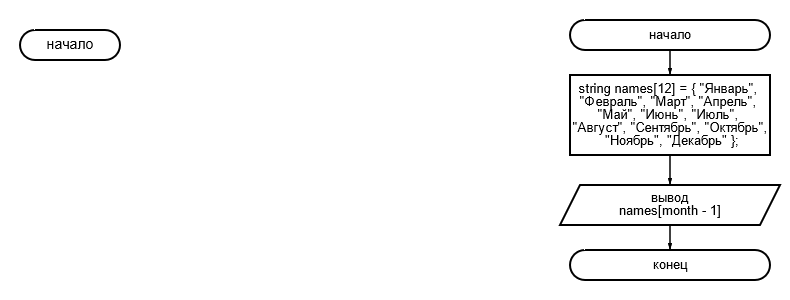 начало
начало
string names[12] = { "Январь",
"Февраль", "Март", "Апрель",
"Май", "Июнь", "Июль",
"Август", "Сентябрь", "Октябрь",
"Ноябрь", "Декабрь" };
вывод
names[month - 1]
конец